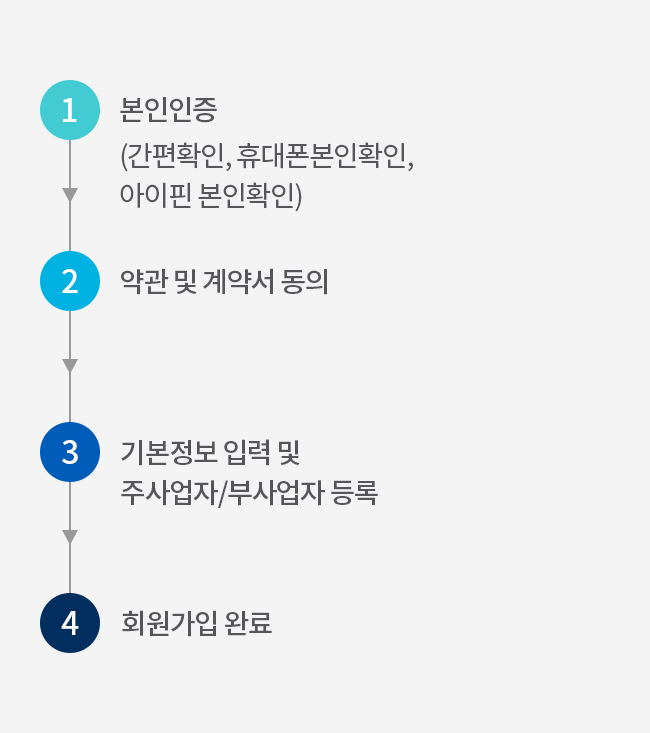 1 본인인증
(간편확인, 휴대폰본인확인,
아이핀 본인확인)
2 약관 및 계약서 동의
3 기본정보 입력 및
주사업자/부사업자 등록
4 회원가입 완료